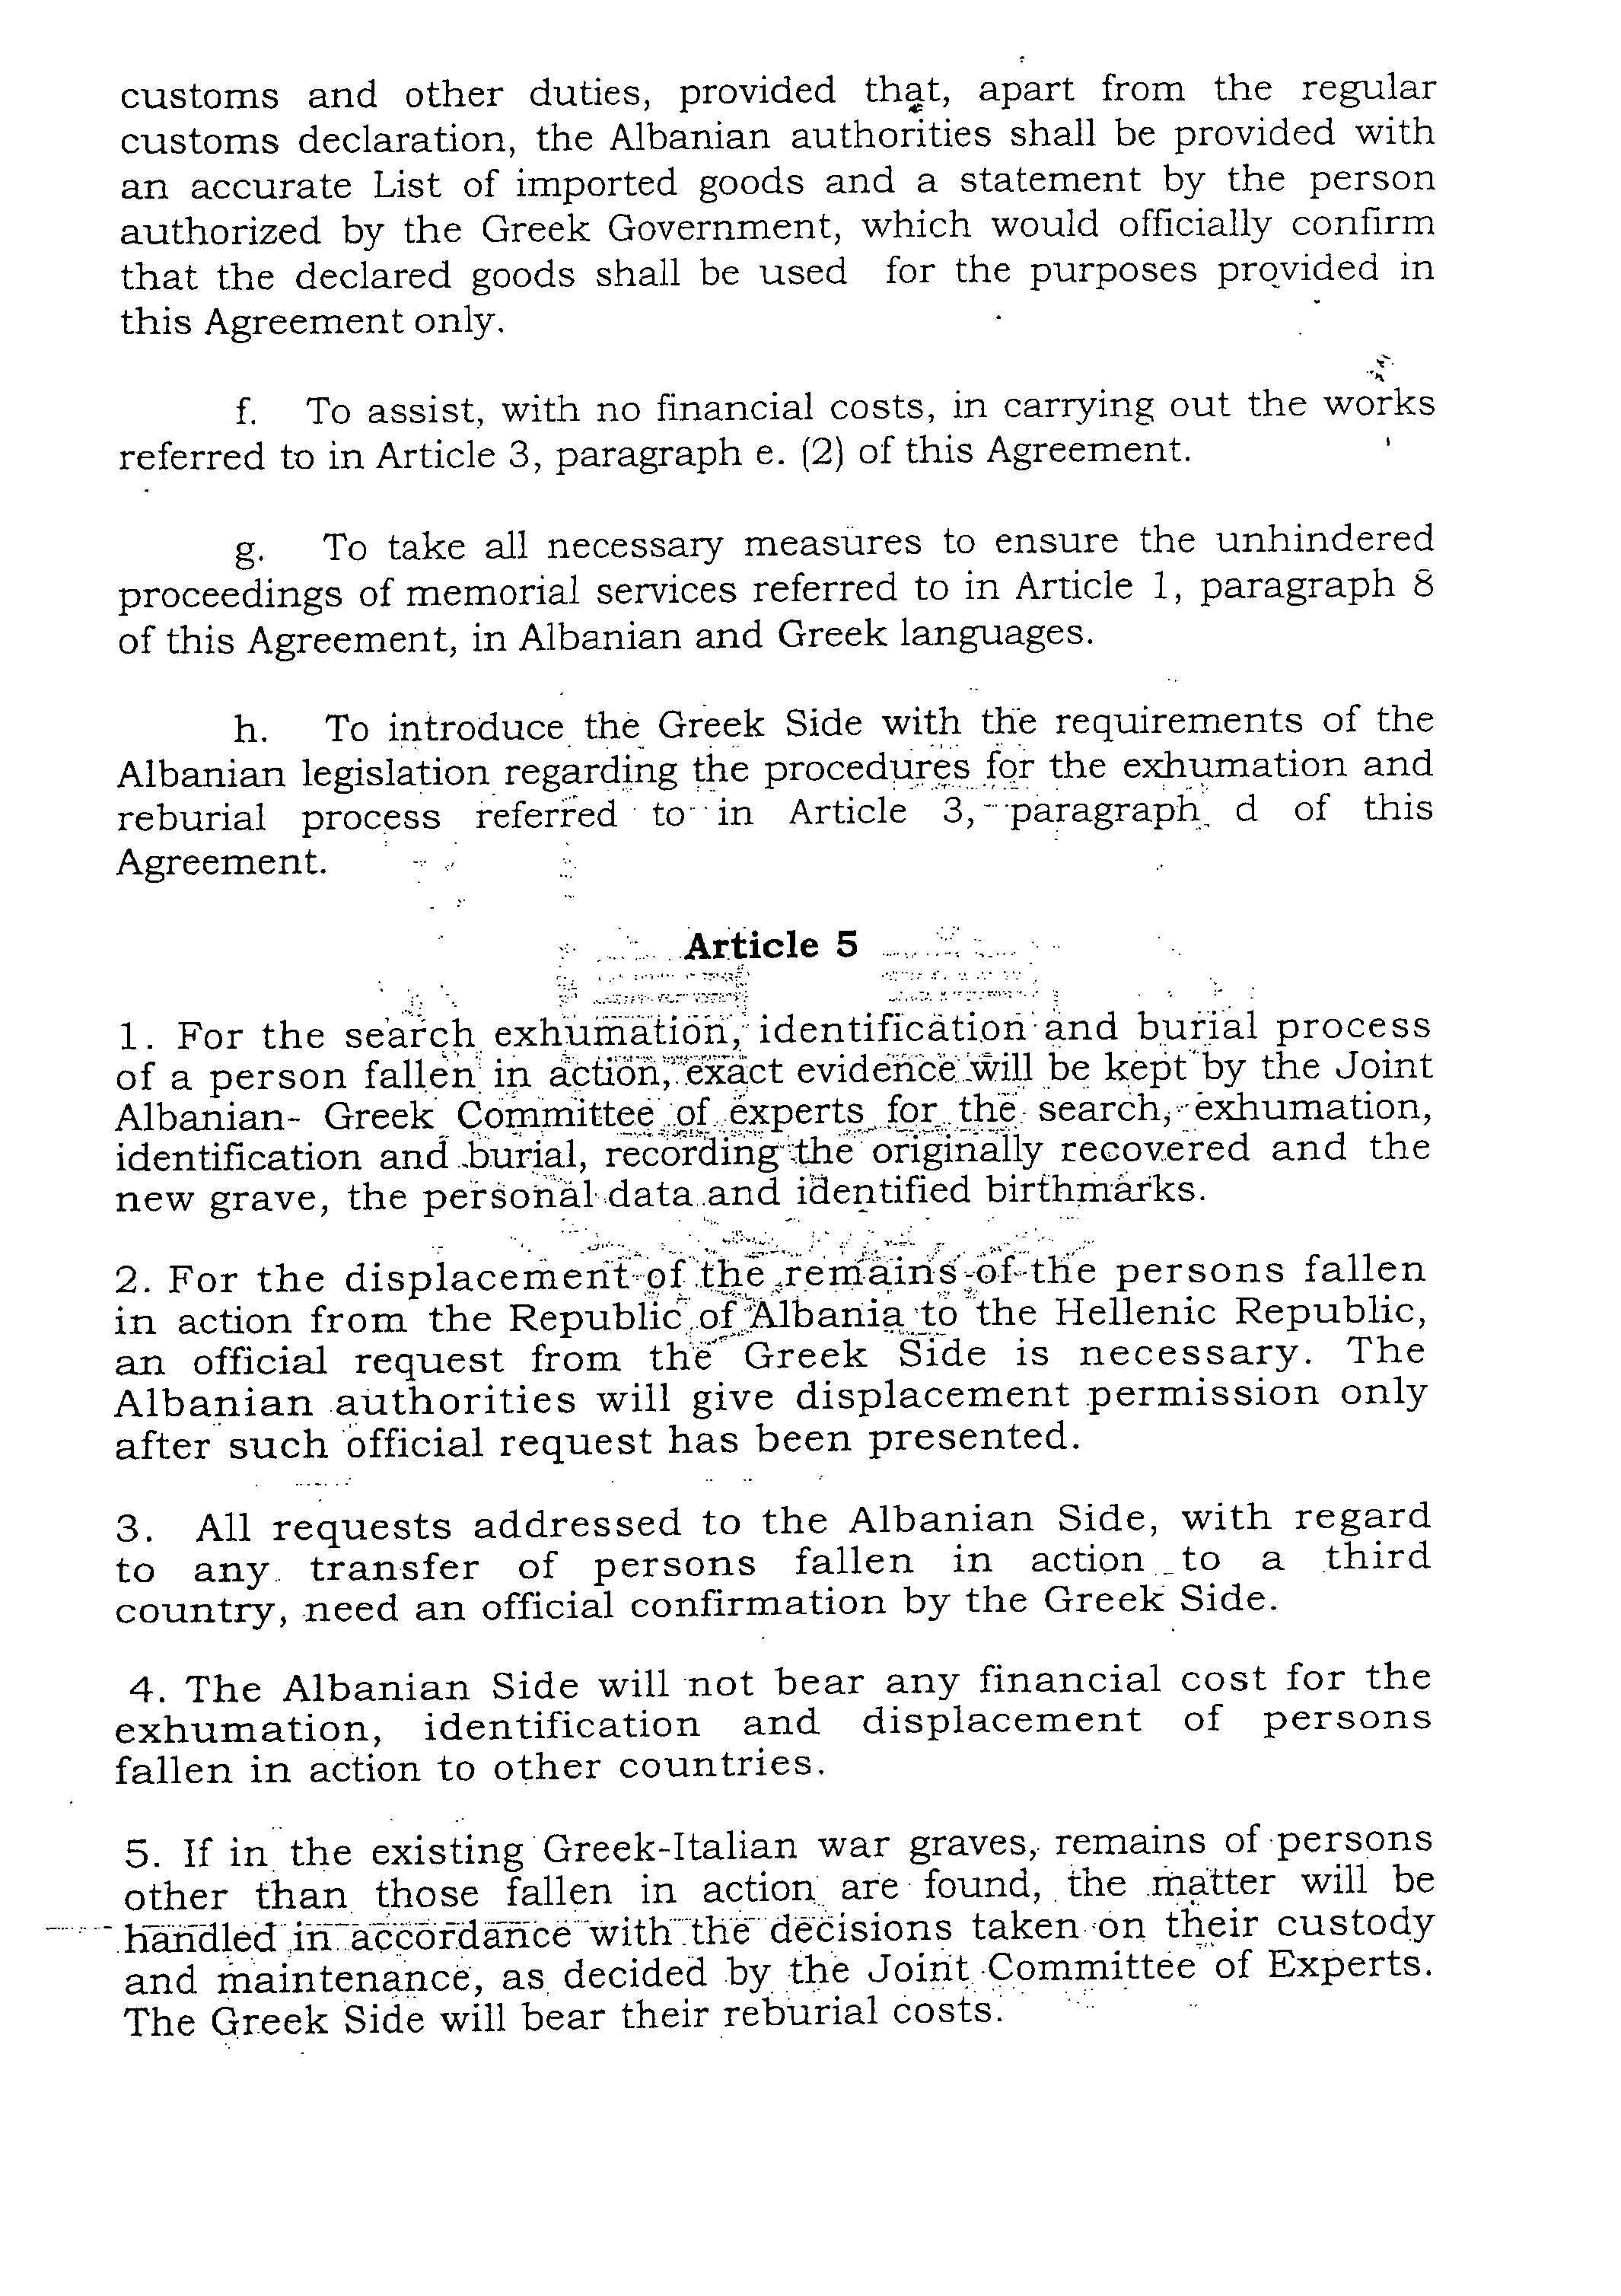 customs and other duties, provided that, apart from the regular
customs declaration, the Albanian authorities shall be provided with
an accurate List of imported goods and a statement by the person
authorized by the Greek Government, which would officially confirm
that the declared goods shall be used for the purposes provided in
this Agreement only.
f. To assist, with no financial costs, in carrying out the works
referred to in Article 3, paragraph e. (2) of this Agreement.
g. To take all necessary measures to ensure the unhindered
proceedings of memorial services referred to in Article 1, paragraph 8
of this Agreement, in Albanian and Greek languages.
h. To introduce the Greek Side with the requirements of the
Albanian legislation regarding the procedures for the exhumation and
reburial process referred to in Article 3, paragraph d of this
Agreement.
Article 5
1. For the search exhumation, identification and burial process
of a person fallen in action, exact evidence will be kept by the Joint
Albanian- Greek Committee of experts for the search, exhumation,
identification and burial, recording the originally recovered and the
new grave, the personal data and identified birthmarks.
2. For the displacement of the remains of the persons fallen
in action from the Republic of Albania to the Hellenic Republic,
an official request from the Greek Side is necessary. The
Albanian authorities will give displacement permission only
after such official request has been presented.
3. All requests addressed to the Albanian Side, with regard
to any transfer of persons fallen in action to a third
country, need an official confirmation by the Greek Side.
4. The Albanian Side will not bear any financial cost for the
exhumation, identification and displacement of persons
fallen in action to other countries.
5. If in the existing Greek-Italian war graves, remains of persons
other than those fallen in action are found, the matter will be
handled in accordance with the decisions taken on their custody
and maintenance, as decided by the Joint Committee of Experts.
The Greek Side will bear their reburial costs.